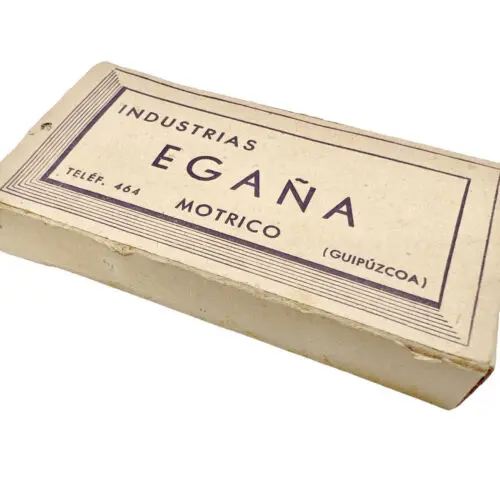 INDUSTRIAS
EGAÑA
TELÉF. 464 MOTRICO (GUIPÚZCOA)